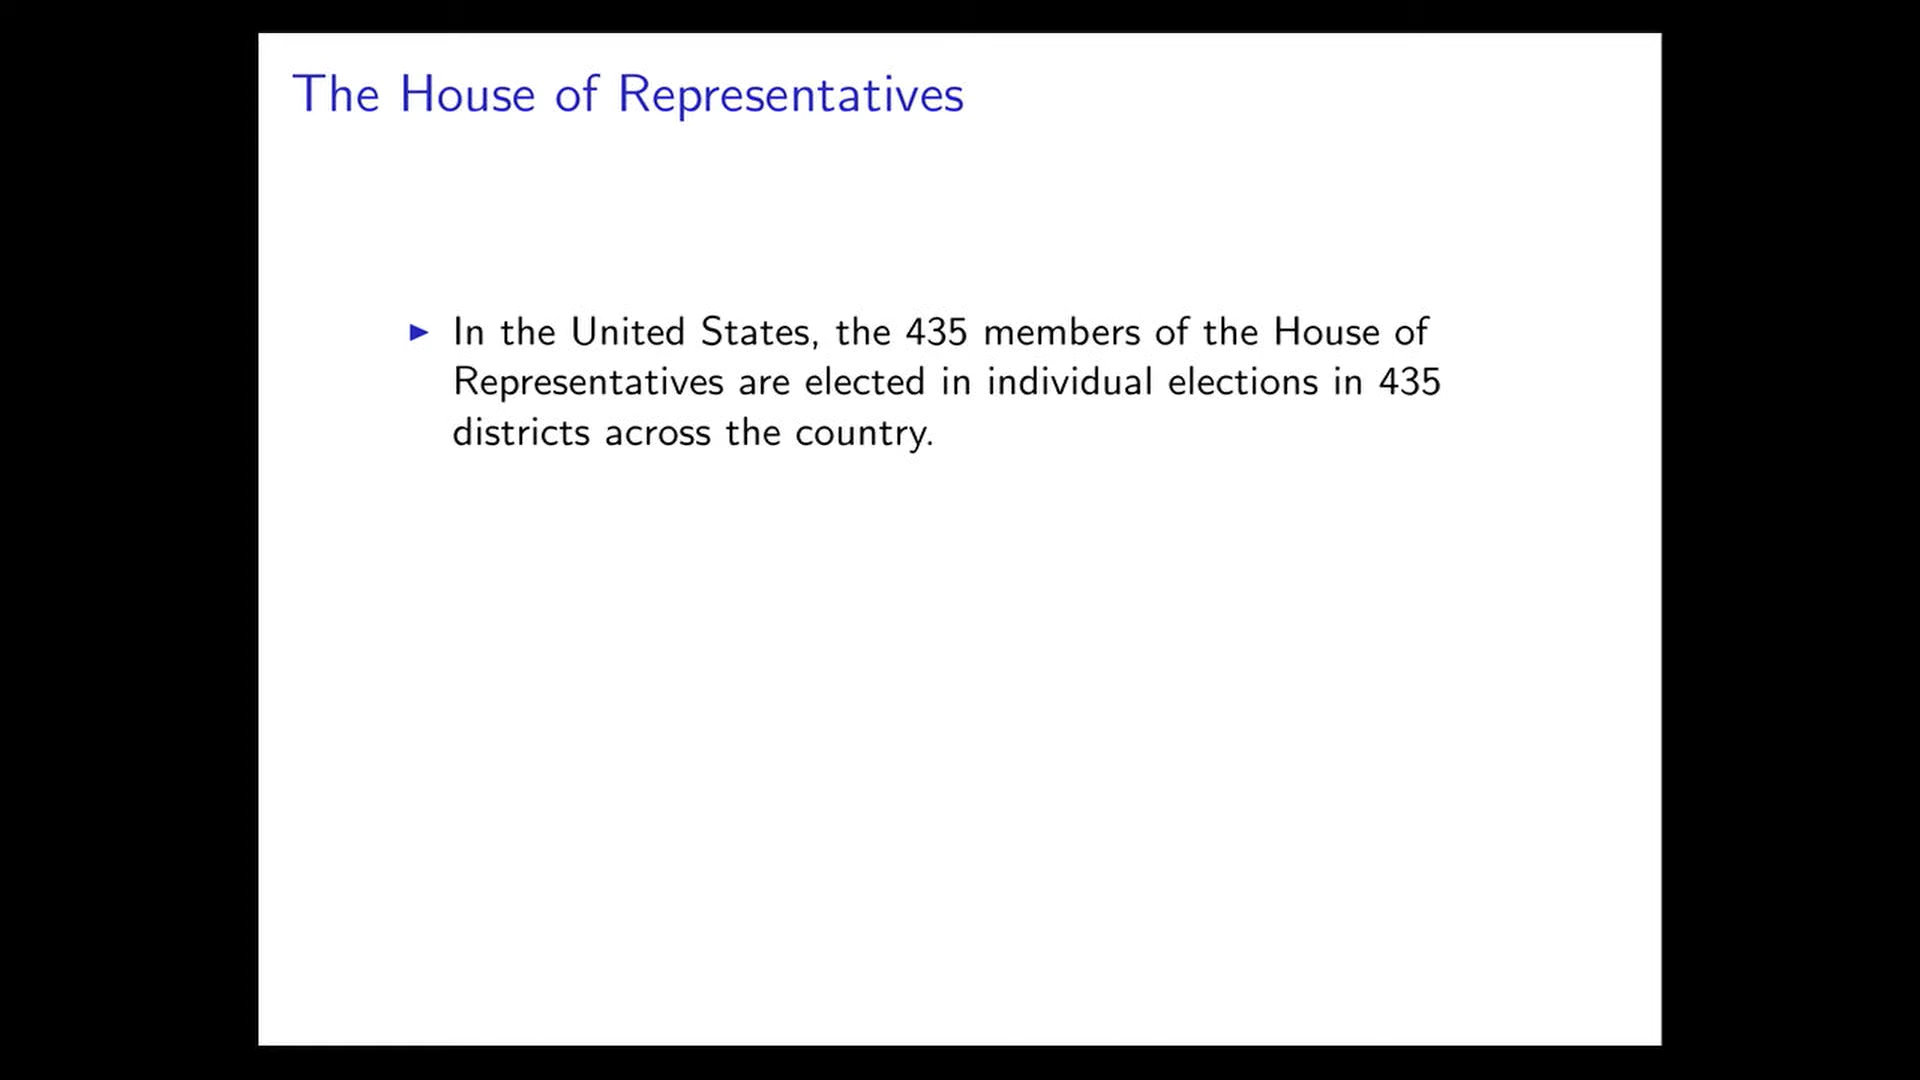 The House of Representatives
▶ In the United States, the 435 members of the House of
Representatives are elected in individual elections in 435
districts across the country.